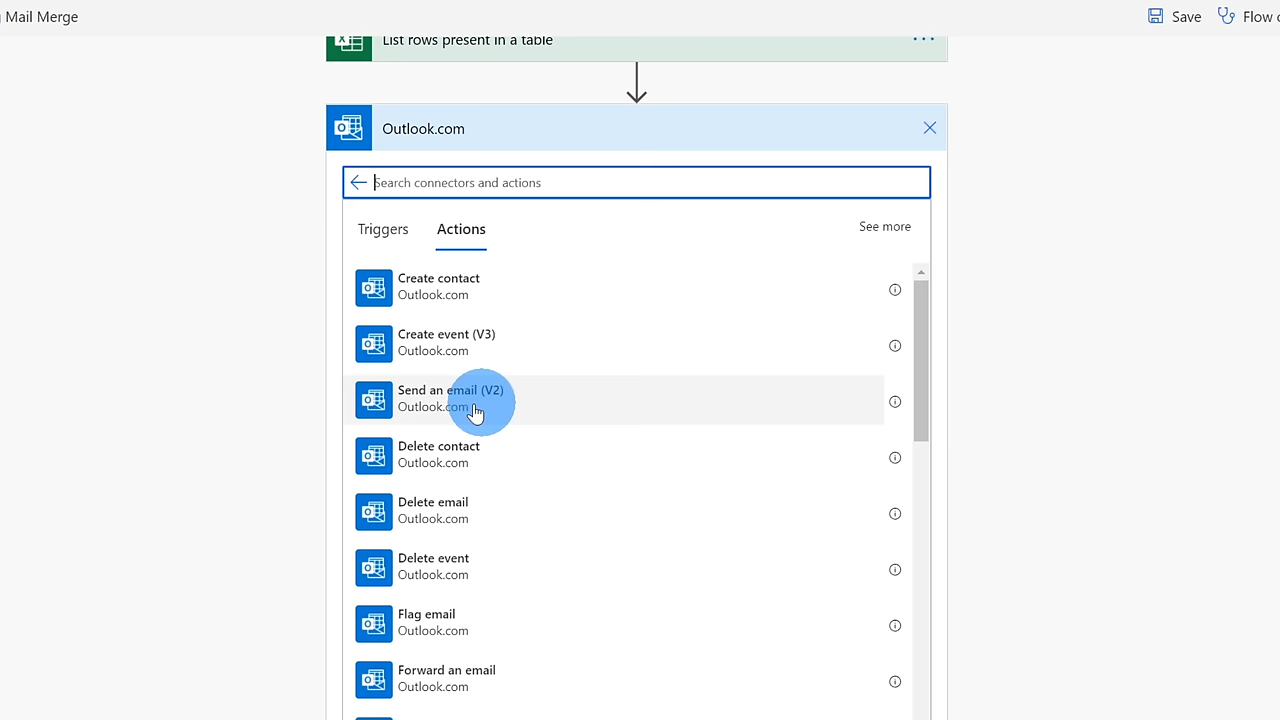 Mail Merge
Save
Flow
List rows present in a table
Outlook.com
Search connectors and actions
Triggers
Actions
See more
Create contact
Outlook.com
Create event (V3)
Outlook.com
Send an email (V2)
Outlook.com
Delete contact
Outlook.com
Delete email
Outlook.com
Delete event
Outlook.com
Flag email
Outlook.com
Forward an email
Outlook.com